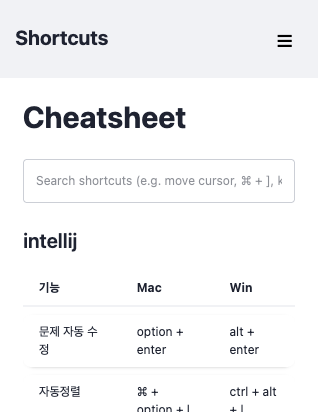 Shortcuts
Cheatsheet
Search shortcuts (e.g. move cursor, ⌘ + ],
intellij
기능 Mac Win
문제 자동 수 option + alt +
정 enter enter
자동정렬 ⌘ + ctrl + alt
option + l + l